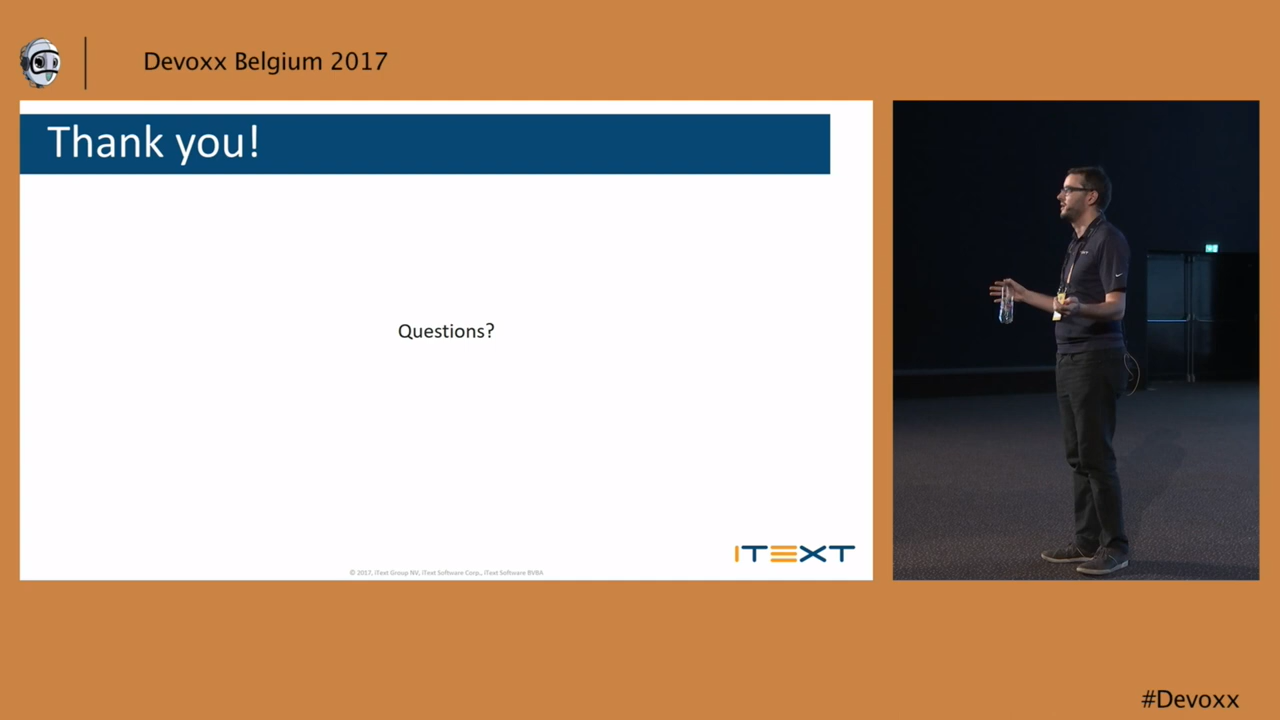 Devoxx Belgium 2017
Thank you!
Questions?
ITEXT
© 2017, iText Group NV, iText Software Corp., iText Software BVBA
#Devoxx